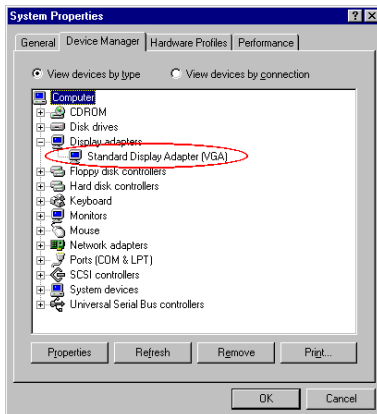 System Properties
General Device Manager Hardware Profiles Performance
View devices by type View devices by connection
Computer
CDROM
Disk drives
Display adapters
Standard Display Adapter (VGA)
Floppy disk controllers
Hard disk controllers
Keyboard
Monitors
Mouse
Network adapters
Ports (COM & LPT)
SCSI controllers
System devices
Universal Serial Bus controllers
Properties Refresh Remove Print...
OK Cancel